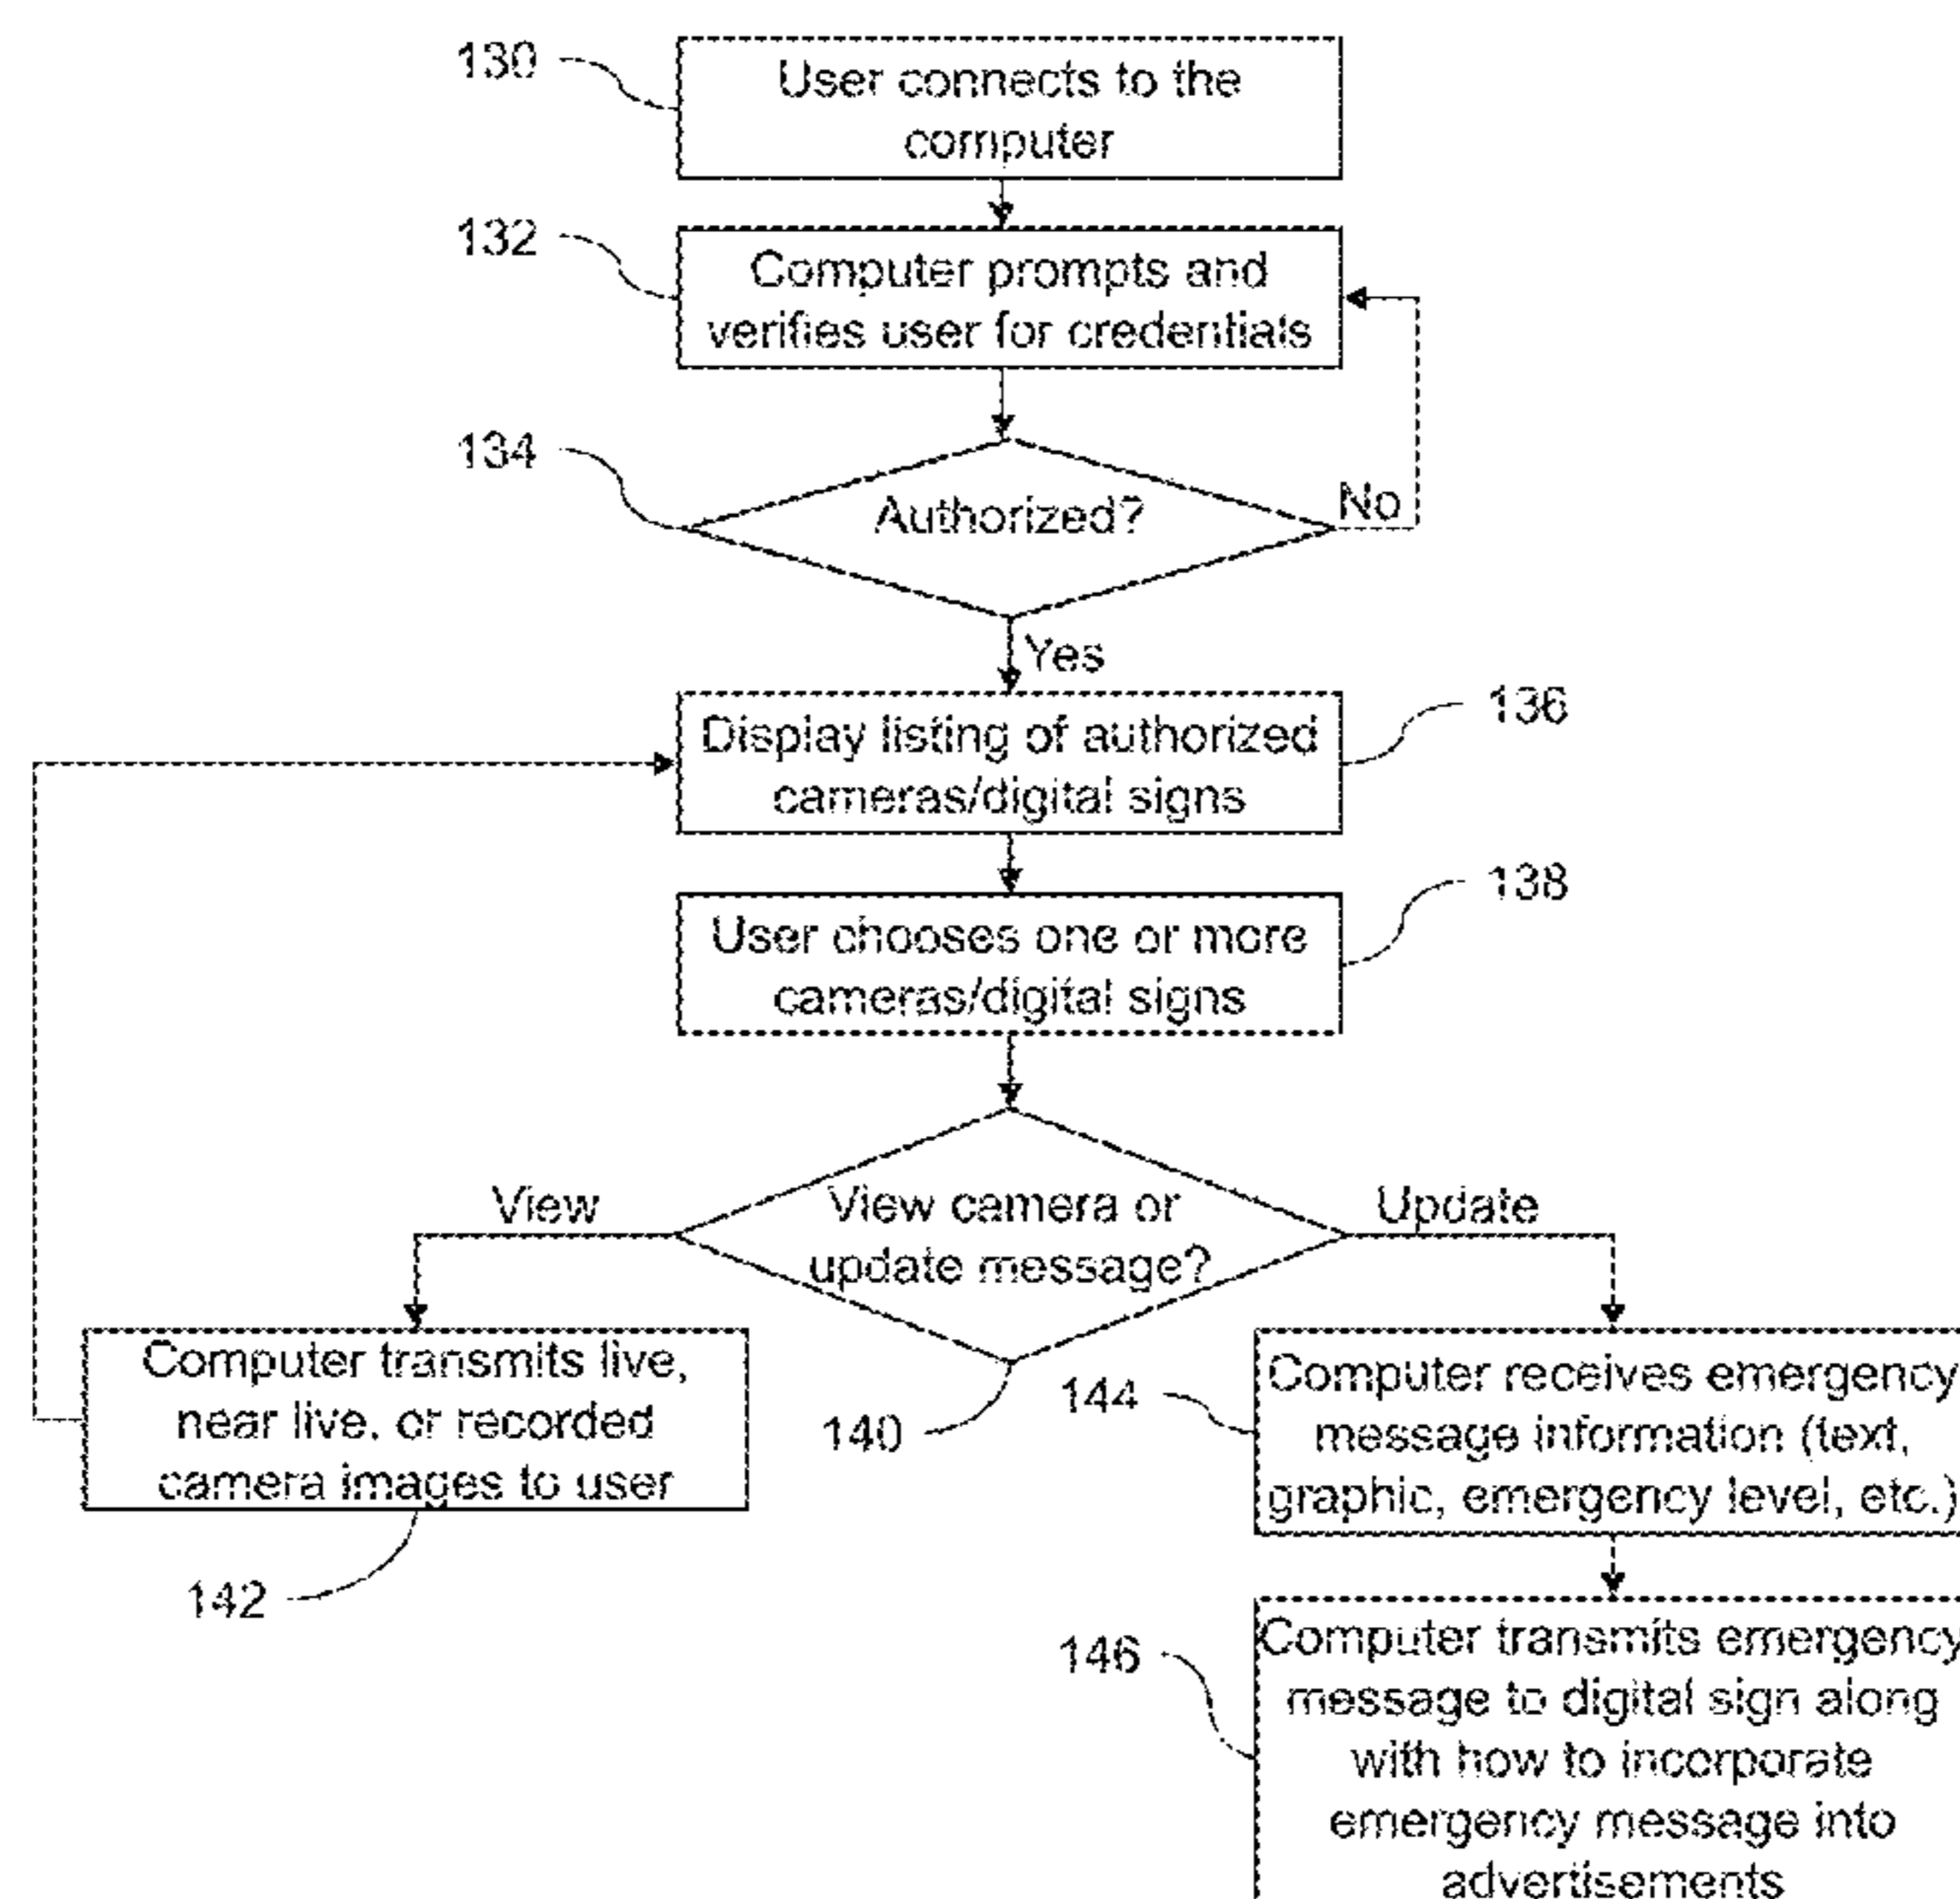 130
User connects to the
computer
132
Computer prompts and
verifies user for credentials
134
Authorized?
No
Yes
136
Display listing of authorized
cameras/digital signs
138
User chooses one or more
cameras/digital signs
View
View camera or
update message?
Update
140
Computer transmits live,
near live, or recorded
camera images to user
142
144
Computer receives emergency
message information (text,
graphic, emergency level, etc.)
146
Computer transmits emergency
message to digital sign along
with how to incorporate
emergency message into
advertisements